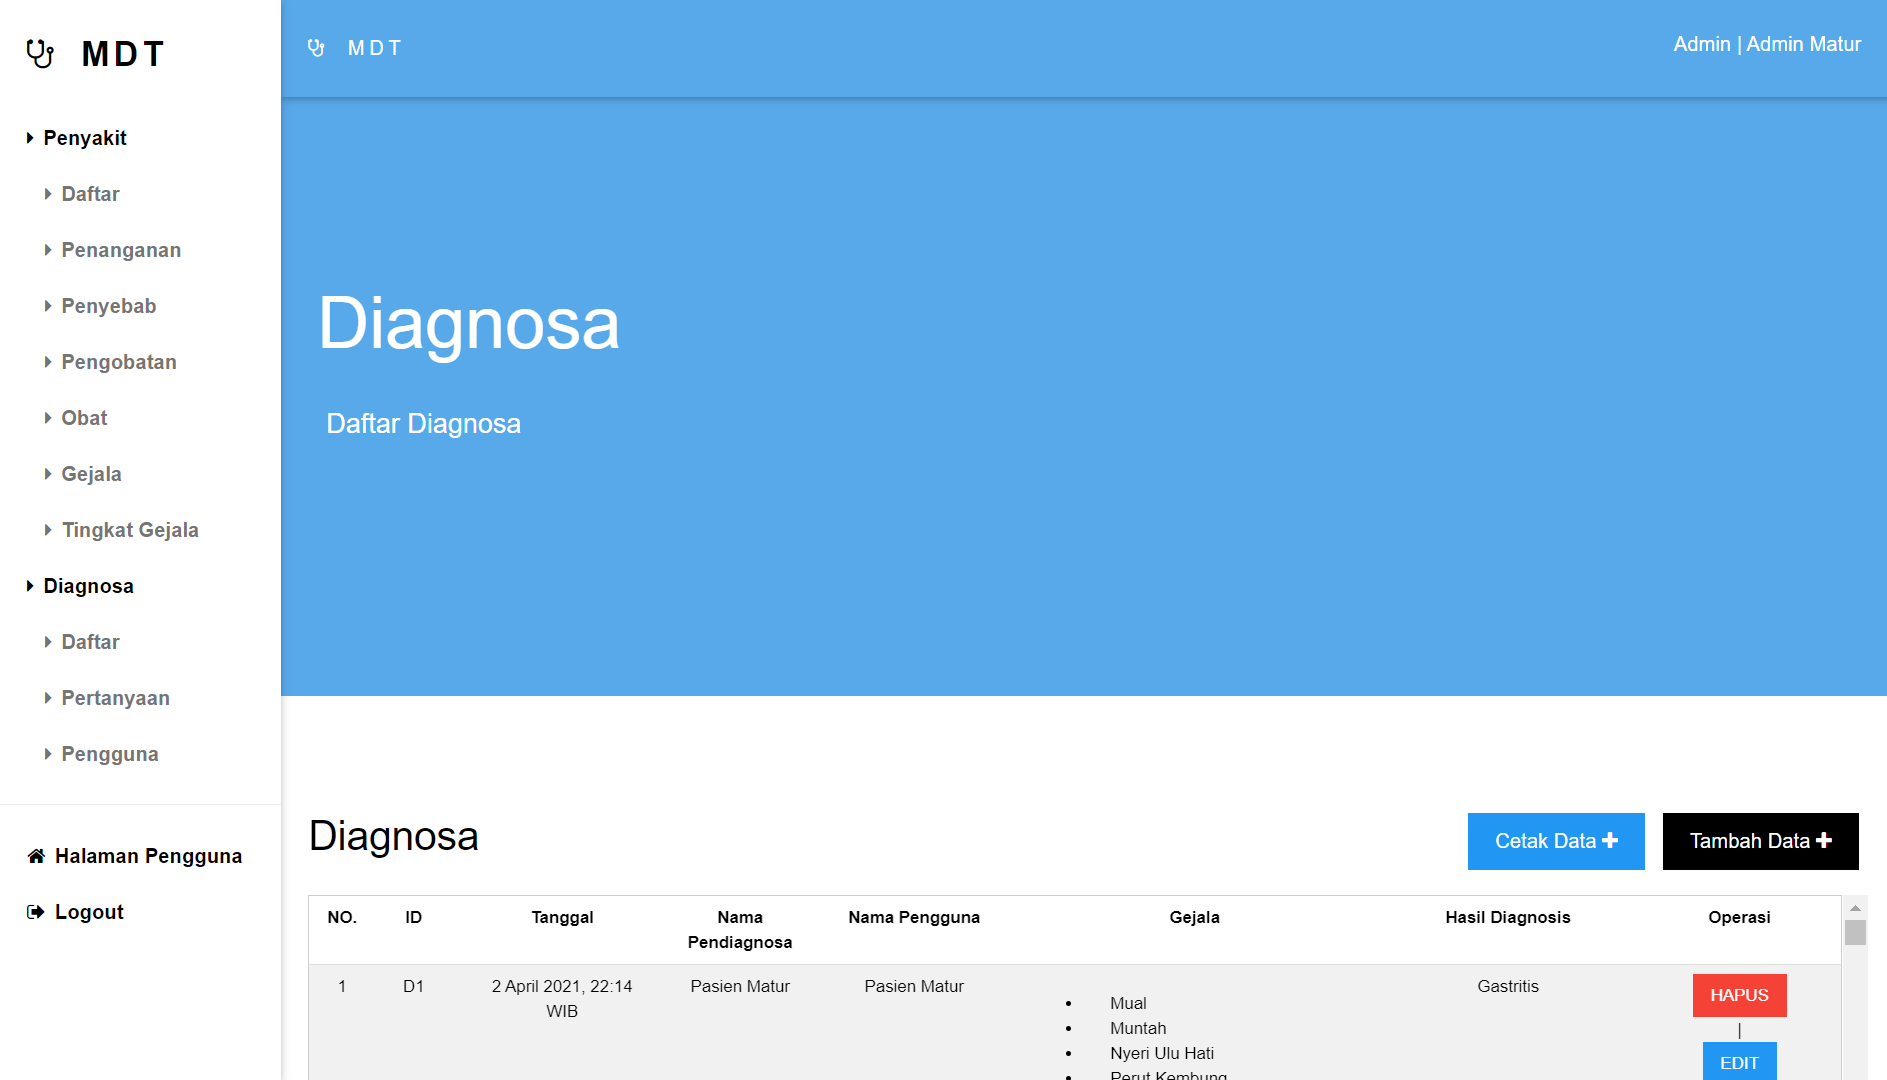 MDT
Penyakit
Daftar
Penanganan
Penyebab
Pengobatan
Obat
Gejala
Tingkat Gejala
Diagnosa
Daftar
Pertanyaan
Pengguna
Halaman Pengguna
Logout
MDT
Admin | Admin Matur
Diagnosa
Daftar Diagnosa
Diagnosa
Cetak Data
Tambah Data
NO. ID Tanggal Nama Pendiagnosa Nama Pengguna Gejala Hasil Diagnosis Operasi
1 D1 2 April 2021, 22:14 WIB Pasien Matur Pasien Matur
Mual
Muntah
Nyeri Ulu Hati
Perut Kembung
Gastritis
HAPUS
|
EDIT